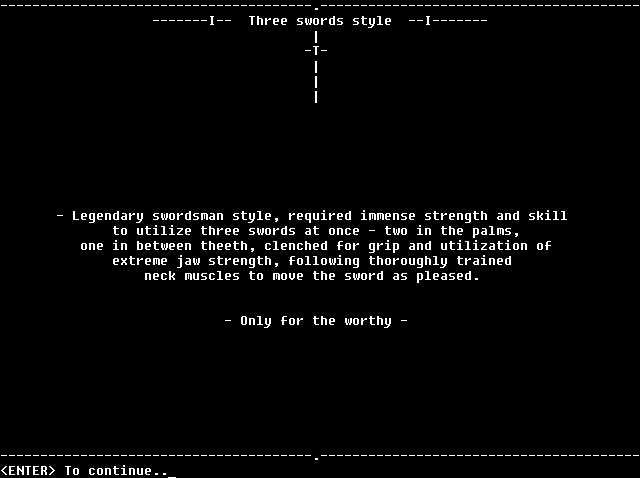 -------I--  Three swords style  --I-------
- Legendary swordsman style, required immense strength and skill
to utilize three swords at once - two in the palms,
one in between theeth, clenched for grip and utilization of
extreme jaw strength, following thoroughly trained
neck muscles to move the sword as pleased.
- Only for the worthy -
<ENTER> To continue.._